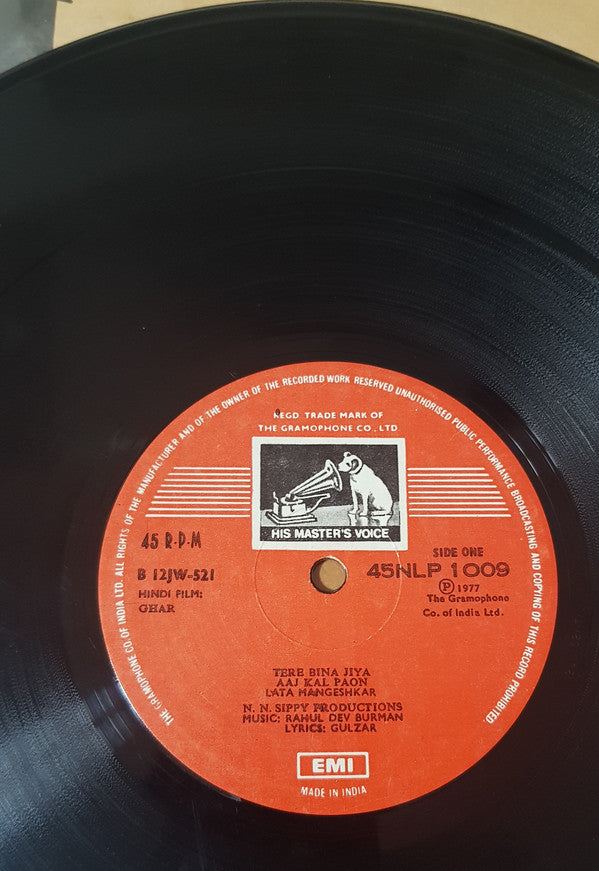 THE GRAMOPHONE CO. OF INDIA LTD. ALL RIGHTS OF THE MANUFACTURER AND OF THE OWNER OF THE RECORDED WORK RESERVED UNAUTHORISED PUBLIC PERFORMANCE BROADCASTING AND COPYING OF THIS RECORD PROHIBITED
REGD. TRADE MARK OF
THE GRAMOPHONE CO., LTD
HIS MASTER'S VOICE
45 R·P·M
SIDE ONE
B 12JW-521
45NLP 1009
HINDI FILM:
GHAR
Ⓟ 1977
The Gramophone
Co. of India Ltd.
TERE BINA JIYA
AAJ KAL PAON
LATA MANGESHKAR
N. N. SIPPY PRODUCTIONS
MUSIC: RAHUL DEV BURMAN
LYRICS: GULZAR
EMI
MADE IN INDIA